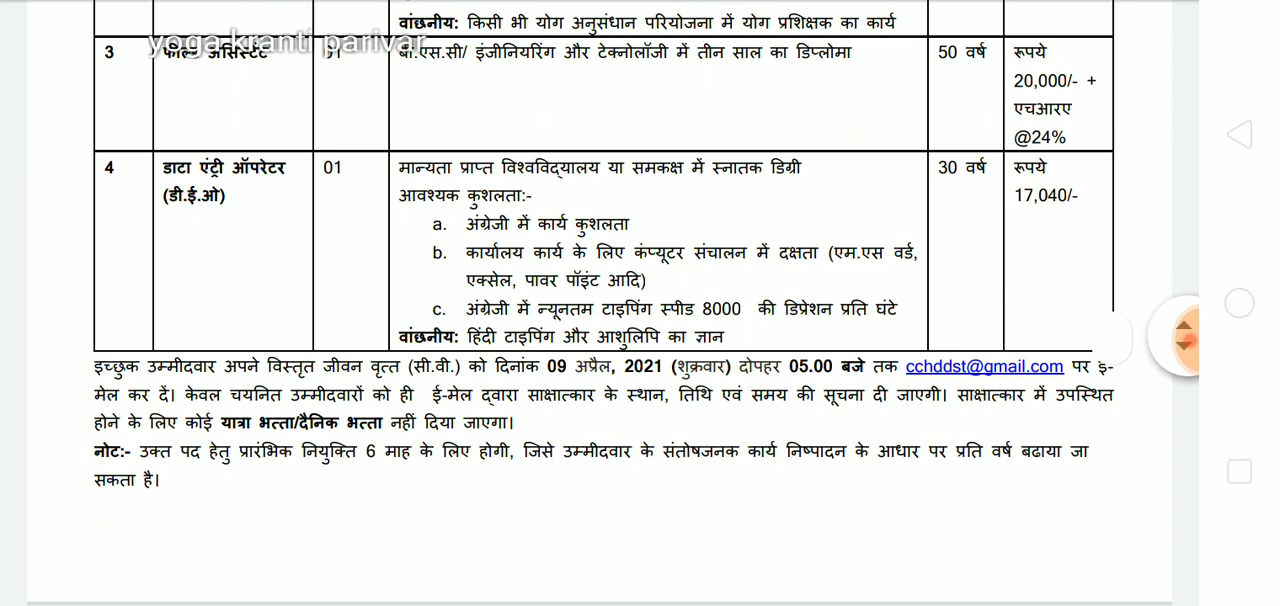 वांछनीय: किसी भी योग अनुसंधान परियोजना में योग प्रशिक्षक का कार्य
yoga kranti parivar
3 फील्ड असिस्टेंट 01 बी.एस.सी/ इंजीनियरिंग और टेक्नोलॉजी में तीन साल का डिप्लोमा 50 वर्ष रूपये
20,000/- +
एचआरए
@24%
4 डाटा एंट्री ऑपरेटर 01 मान्यता प्राप्त विश्वविद्यालय या समकक्ष में स्नातक डिग्री 30 वर्ष रूपये
(डी.ई.ओ) आवश्यक कुशलता:- 17,040/-
a. अंग्रेजी में कार्य कुशलता
b. कार्यालय कार्य के लिए कंप्यूटर संचालन में दक्षता (एम.एस वर्ड,
एक्सेल, पावर पॉइंट आदि)
c. अंग्रेजी में न्यूनतम टाइपिंग स्पीड 8000 की डिप्रेशन प्रति घंटे
वांछनीय: हिंदी टाइपिंग और आशुलिपि का ज्ञान
इच्छुक उम्मीदवार अपने विस्तृत जीवन वृत्त (सी.वी.) को दिनांक 09 अप्रैल, 2021 (शुक्रवार) दोपहर 05.00 बजे तक cchddst@gmail.com पर इ-
मेल कर दें। केवल चयनित उम्मीदवारों को ही ई-मेल द्वारा साक्षात्कार के स्थान, तिथि एवं समय की सूचना दी जाएगी। साक्षात्कार में उपस्थित
होने के लिए कोई यात्रा भत्ता/दैनिक भत्ता नहीं दिया जाएगा।
नोट:- उक्त पद हेतु प्रारंभिक नियुक्ति 6 माह के लिए होगी, जिसे उम्मीदवार के संतोषजनक कार्य निष्पादन के आधार पर प्रति वर्ष बढाया जा
सकता है।